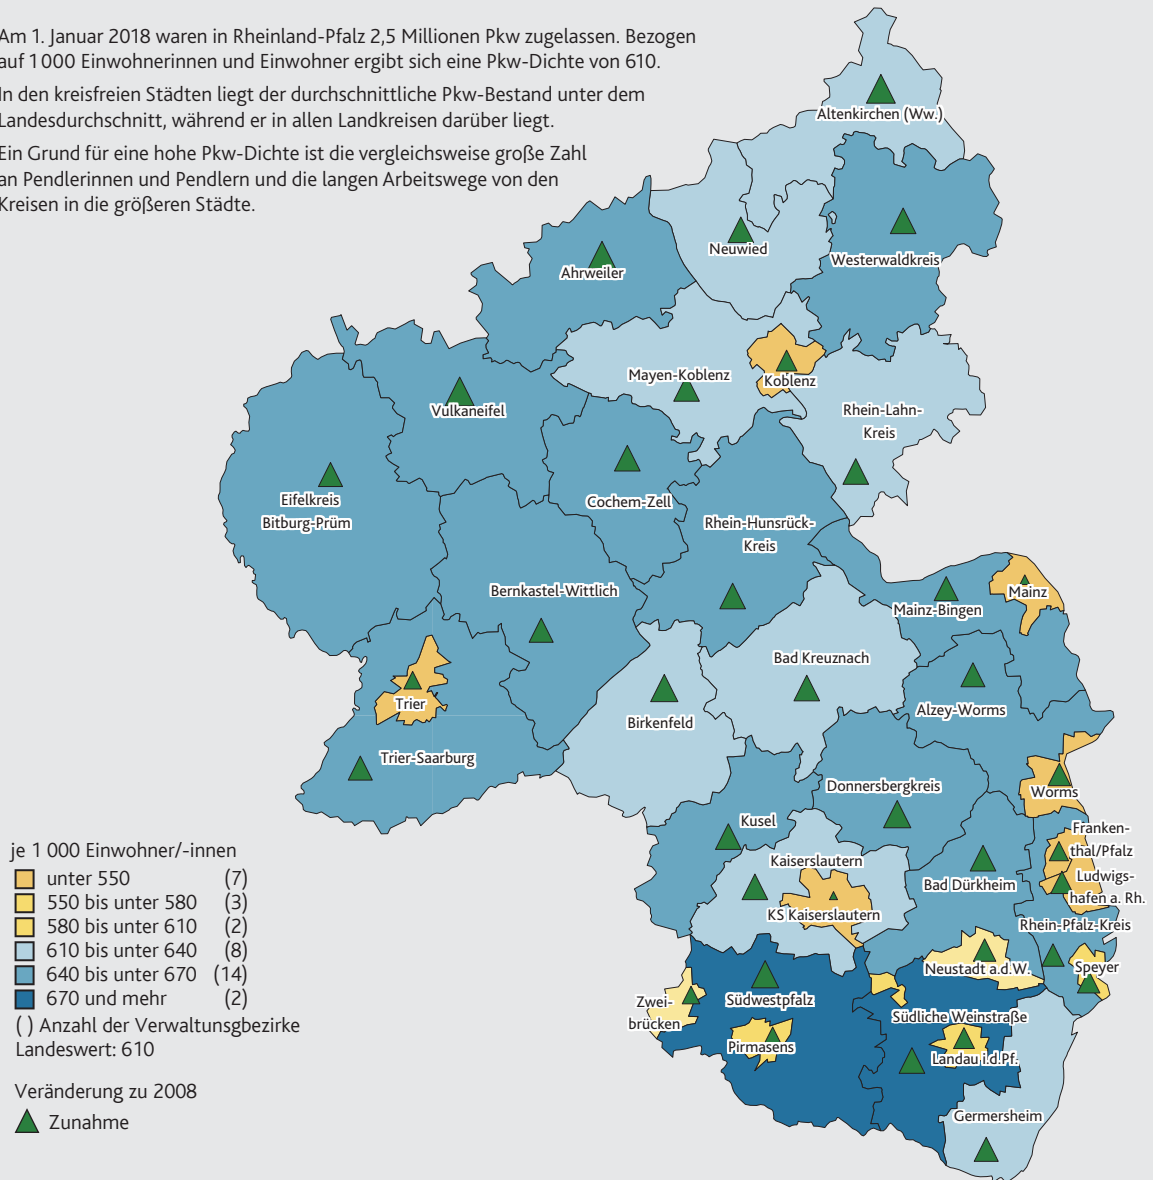 Am 1. Januar 2018 waren in Rheinland-Pfalz 2,5 Millionen Pkw zugelassen. Bezogen
auf 1 000 Einwohnerinnen und Einwohner ergibt sich eine Pkw-Dichte von 610.
In den kreisfreien Städten liegt der durchschnittliche Pkw-Bestand unter dem
Landesdurchschnitt, während er in allen Landkreisen darüber liegt.
Ein Grund für eine hohe Pkw-Dichte ist die vergleichsweise große Zahl
an Pendlerinnen und Pendlern und die langen Arbeitswege von den
Kreisen in die größeren Städte.
Altenkirchen (Ww.)
Neuwied
Westerwaldkreis
Ahrweiler
Mayen-Koblenz
Koblenz
Vulkaneifel
Rhein-Lahn-
Kreis
Eifelkreis
Bitburg-Prüm
Cochem-Zell
Rhein-Hunsrück-
Kreis
Bernkastel-Wittlich
Mainz-Bingen
Mainz
Bad Kreuznach
Trier
Birkenfeld
Alzey-Worms
Trier-Saarburg
Donnersbergkreis
Worms
Kusel
Franken-
thal/Pfalz
Kaiserslautern
Ludwigs-
hafen a. Rh.
Bad Dürkheim
KS Kaiserslautern
Rhein-Pfalz-Kreis
Neustadt a.d.W.
Speyer
Zwei-
brücken
Südwestpfalz
Südliche Weinstraße
Pirmasens
Landau i.d.Pf.
Germersheim
je 1 000 Einwohner/-innen
unter 550 (7)
550 bis unter 580 (3)
580 bis unter 610 (2)
610 bis unter 640 (8)
640 bis unter 670 (14)
670 und mehr (2)
( ) Anzahl der Verwaltunsgbezirke
Landeswert: 610
Veränderung zu 2008
Zunahme